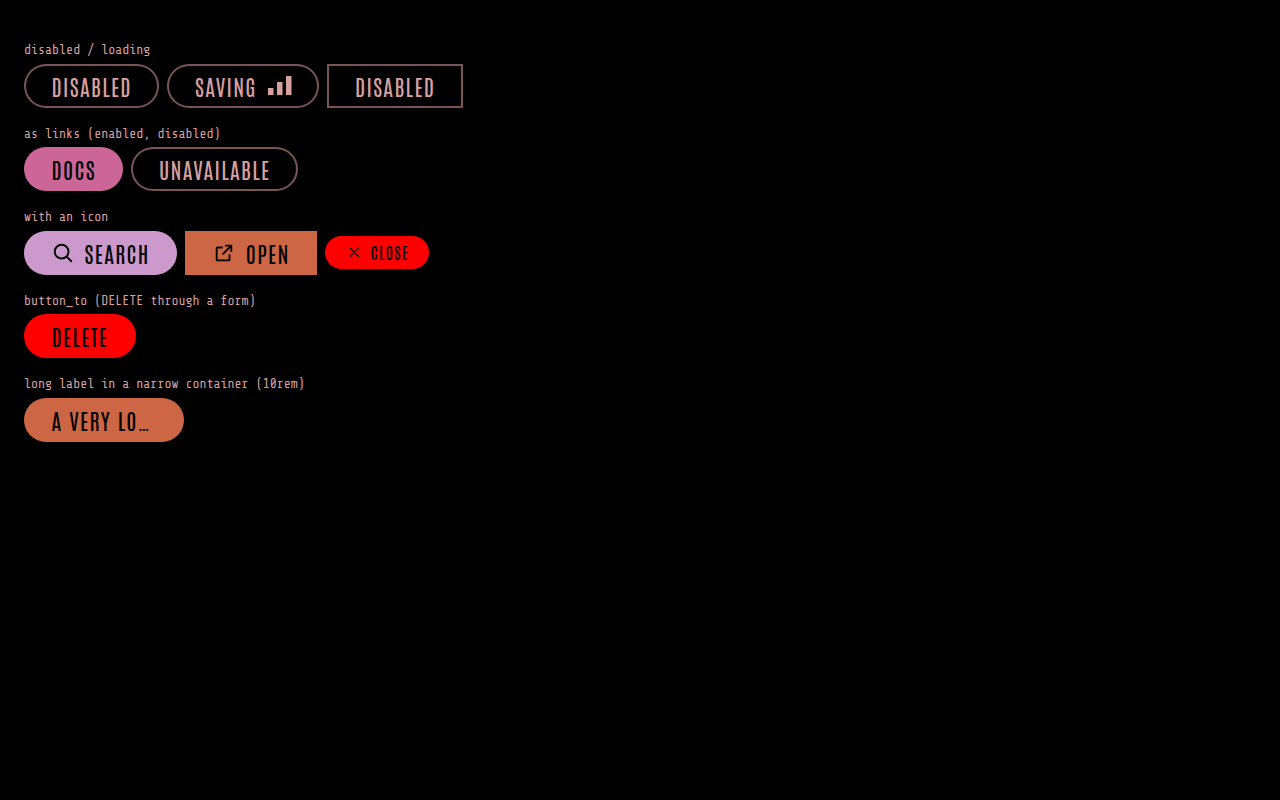 disabled / loading
DISABLED SAVING DISABLED
as links (enabled, disabled)
DOCS UNAVAILABLE
with an icon
SEARCH OPEN CLOSE
button_to (DELETE through a form)
DELETE
long label in a narrow container (10rem)
A VERY LO…